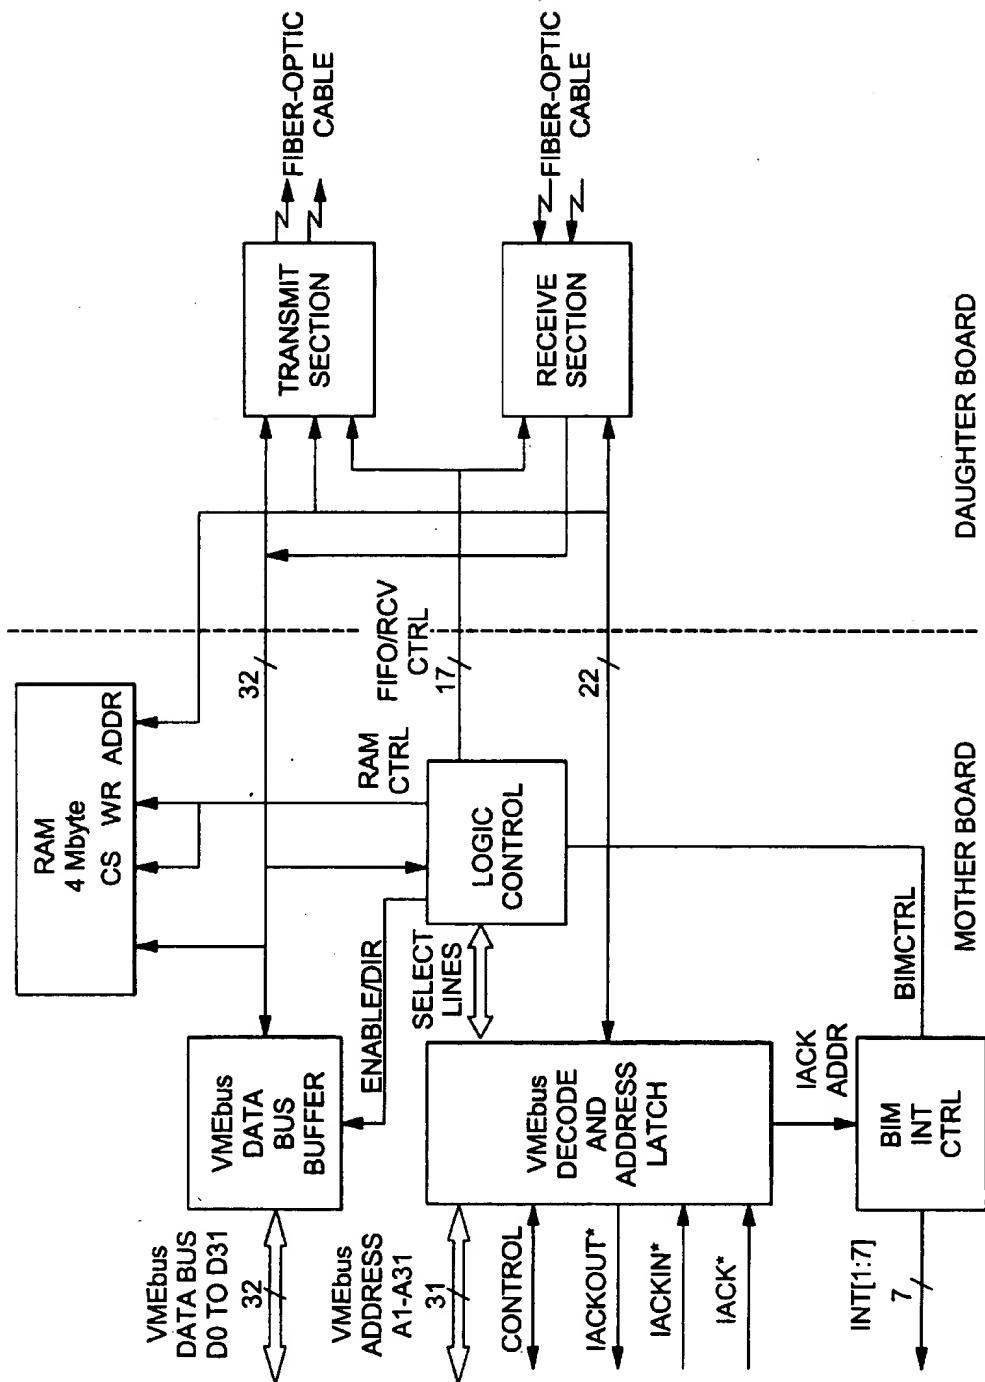 RAM
4 Mbyte
CS WR ADDR
VMEbus
DATA BUS
D0 TO D31
32
VMEbus
DATA
BUS
BUFFER
32
TRANSMIT
SECTION
FIBER-OPTIC
CABLE
ENABLE/DIR
RAM
CTRL
FIFO/RCV
CTRL
17
VMEbus
ADDRESS
A1-A31
31
SELECT
LINES
LOGIC
CONTROL
CONTROL
IACKOUT*
IACKIN*
IACK*
VMEbus
DECODE
AND
ADDRESS
LATCH
22
RECEIVE
SECTION
FIBER-OPTIC
CABLE
IACK
ADDR
BIMCTRL
INT[1:7]
7
BIM
INT
CTRL
MOTHER BOARD
DAUGHTER BOARD